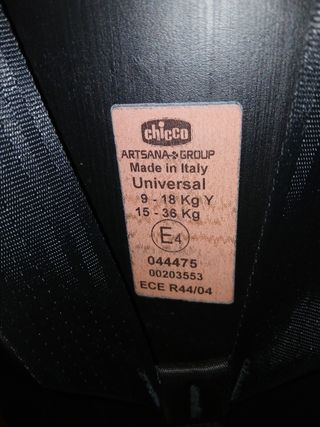 chicco
ARTSANA GROUP
Made in Italy
Universal
9 - 18 Kg Y
15 - 36 Kg
E4
044475
00203553
ECE R44/04